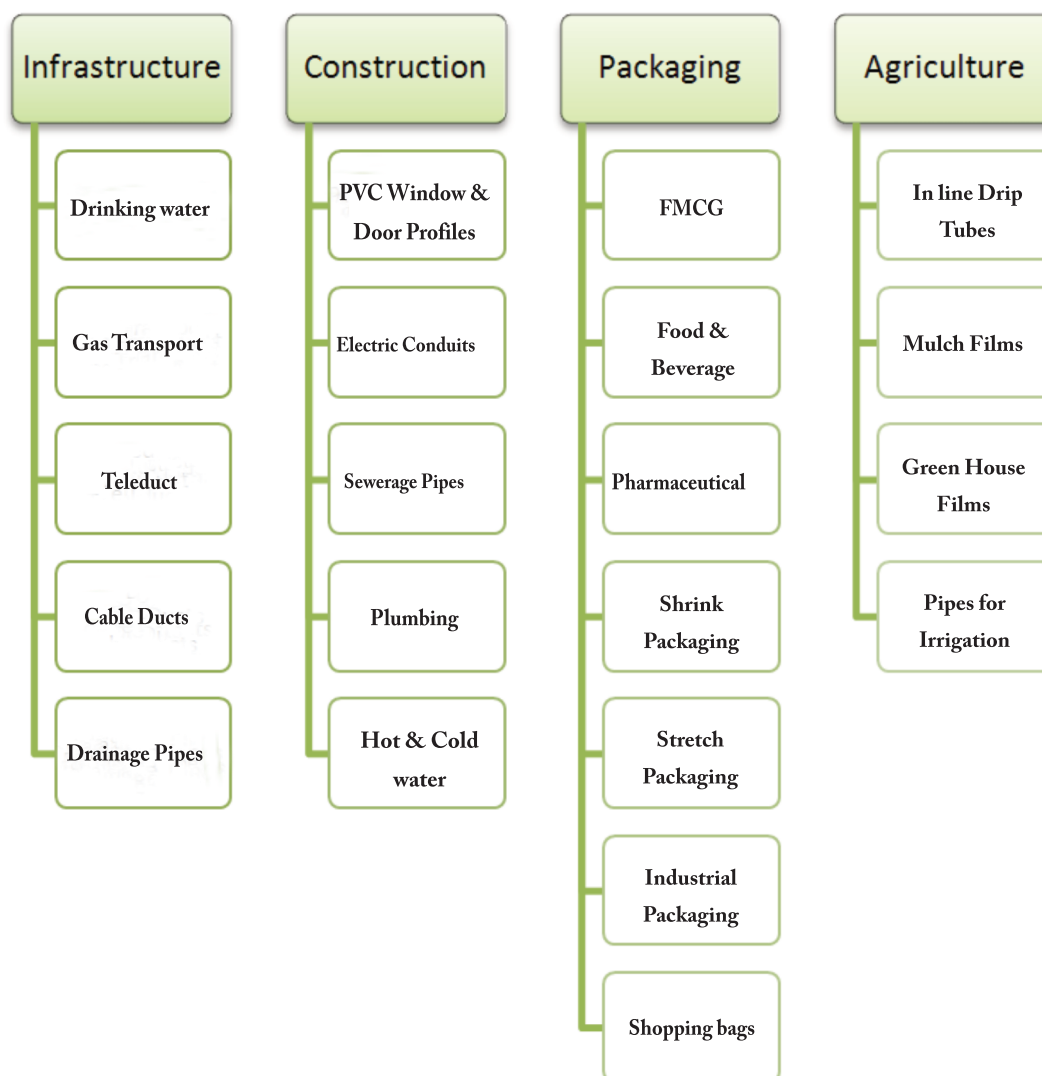 Infrastructure
Drinking water
Gas Transport
Teleduct
Cable Ducts
Drainage Pipes
Construction
PVC Window &
Door Profiles
Electric Conduits
Sewerage Pipes
Plumbing
Hot & Cold
water
Packaging
FMCG
Food &
Beverage
Pharmaceutical
Shrink
Packaging
Stretch
Packaging
Industrial
Packaging
Shopping bags
Agriculture
In line Drip
Tubes
Mulch Films
Green House
Films
Pipes for
Irrigation